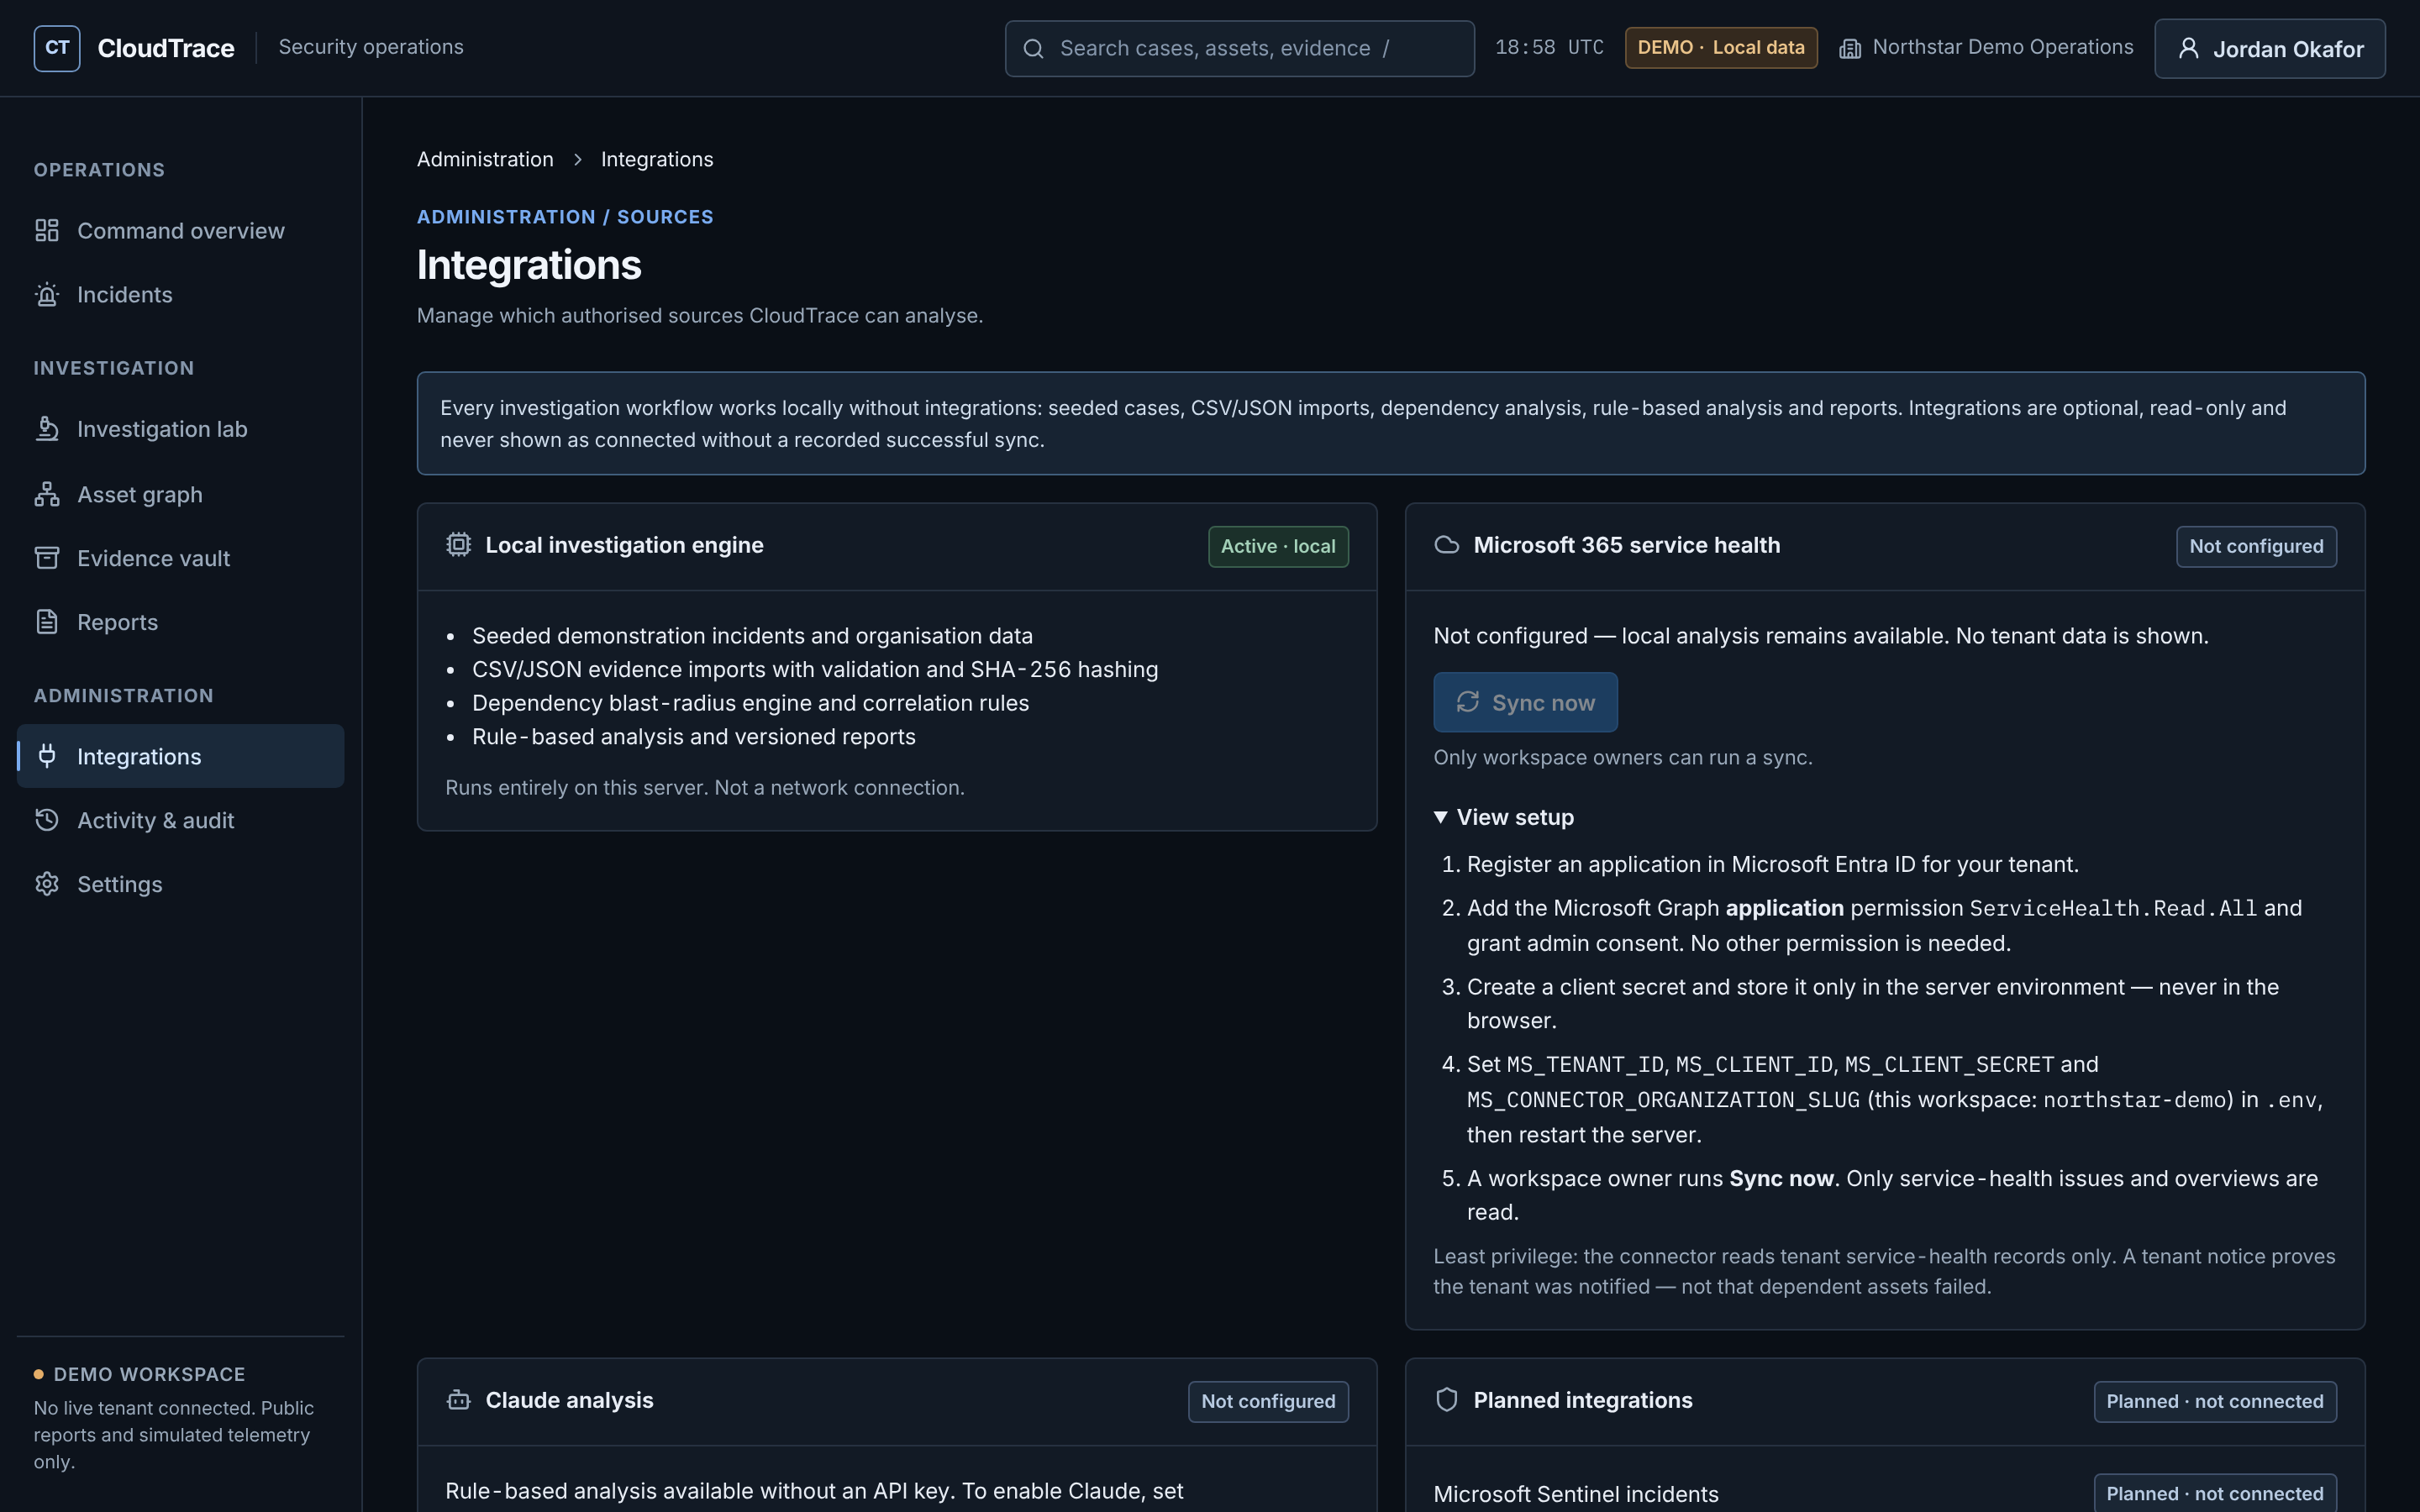 CT CloudTrace Security operations
Search cases, assets, evidence /
18:58 UTC
DEMO · Local data
Northstar Demo Operations
Jordan Okafor
OPERATIONS
Command overview
Incidents
INVESTIGATION
Investigation lab
Asset graph
Evidence vault
Reports
ADMINISTRATION
Integrations
Activity & audit
Settings
DEMO WORKSPACE
No live tenant connected. Public
reports and simulated telemetry
only.
Administration > Integrations
ADMINISTRATION / SOURCES
Integrations
Manage which authorised sources CloudTrace can analyse.
Every investigation workflow works locally without integrations: seeded cases, CSV/JSON imports, dependency analysis, rule-based analysis and reports. Integrations are optional, read-only and
never shown as connected without a recorded successful sync.
Local investigation engine
Active · local
• Seeded demonstration incidents and organisation data
• CSV/JSON evidence imports with validation and SHA-256 hashing
• Dependency blast-radius engine and correlation rules
• Rule-based analysis and versioned reports
Runs entirely on this server. Not a network connection.
Microsoft 365 service health
Not configured
Not configured — local analysis remains available. No tenant data is shown.
Sync now
Only workspace owners can run a sync.
▼ View setup
1. Register an application in Microsoft Entra ID for your tenant.
2. Add the Microsoft Graph application permission ServiceHealth.Read.All and
grant admin consent. No other permission is needed.
3. Create a client secret and store it only in the server environment — never in the
browser.
4. Set MS_TENANT_ID, MS_CLIENT_ID, MS_CLIENT_SECRET and
MS_CONNECTOR_ORGANIZATION_SLUG (this workspace: northstar-demo) in .env,
then restart the server.
5. A workspace owner runs Sync now. Only service-health issues and overviews are
read.
Least privilege: the connector reads tenant service-health records only. A tenant notice proves
the tenant was notified — not that dependent assets failed.
Claude analysis
Not configured
Rule-based analysis available without an API key. To enable Claude, set
Planned integrations
Planned · not connected
Microsoft Sentinel incidents
Planned · not connected